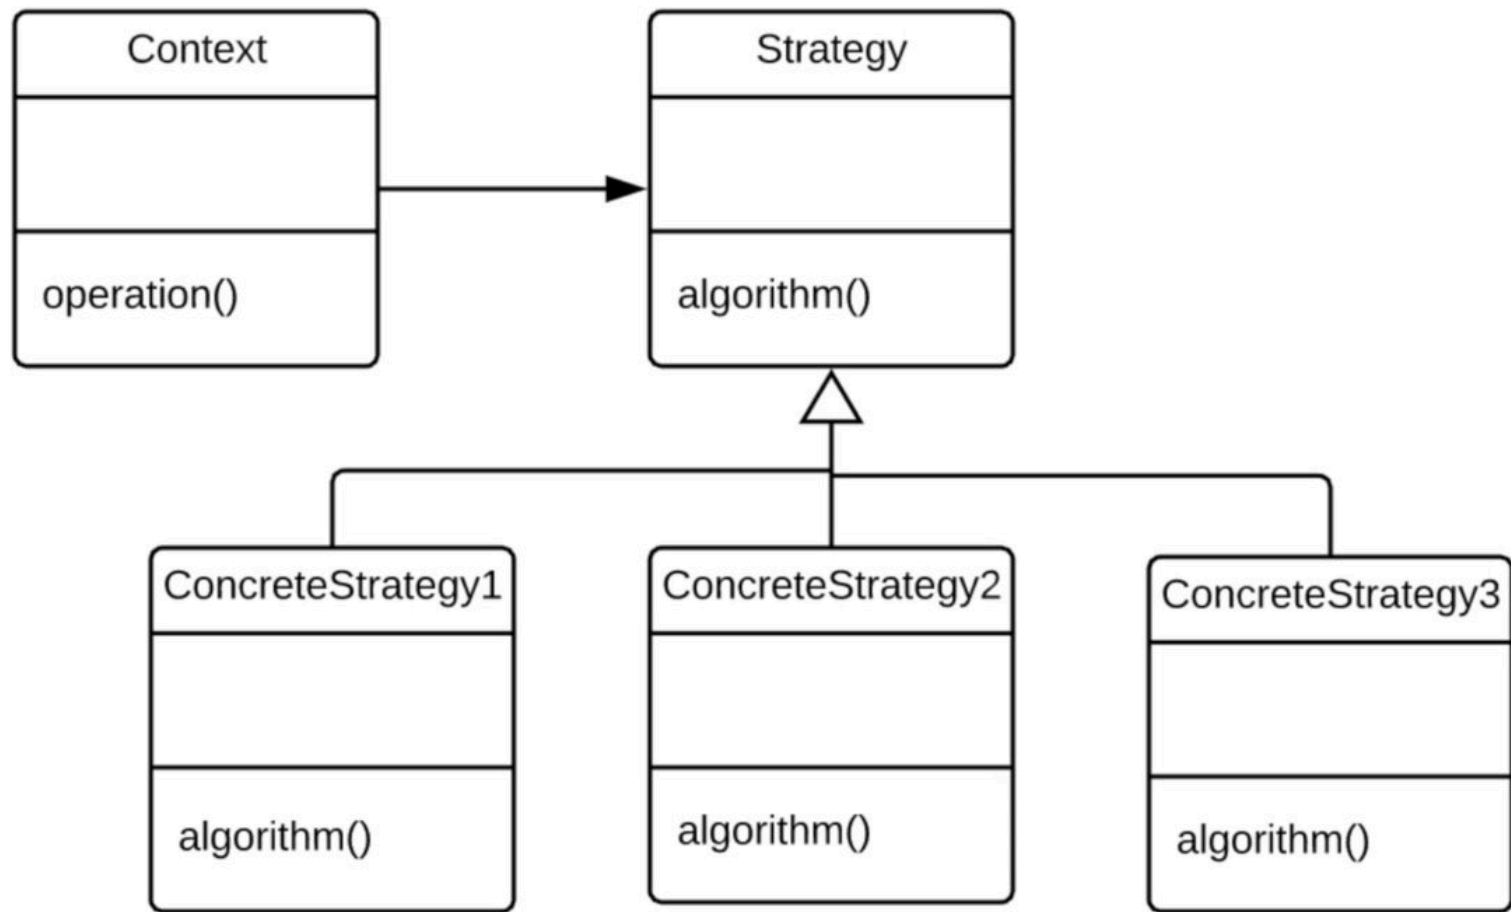 Context
Strategy
operation()
algorithm()
ConcreteStrategy1
ConcreteStrategy2
ConcreteStrategy3
algorithm()
algorithm()
algorithm()